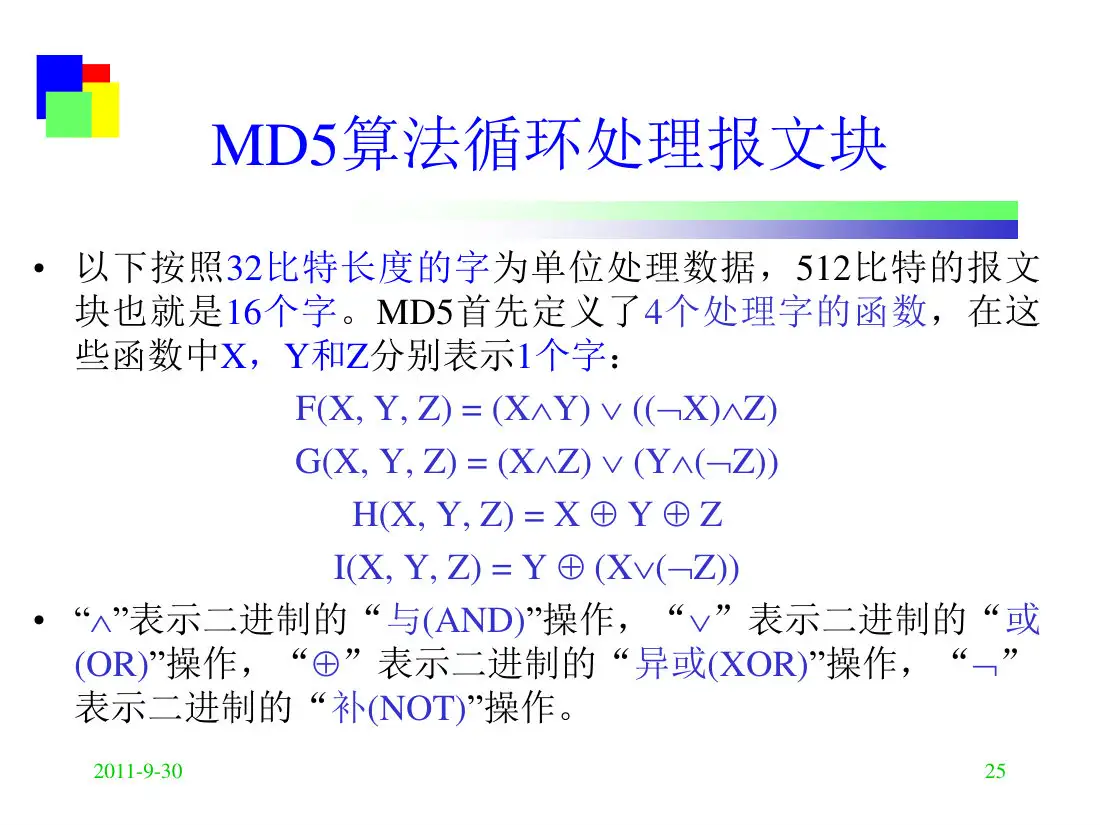 MD5算法循环处理报文块
• 以下按照32比特长度的字为单位处理数据，512比特的报文
块也就是16个字。MD5首先定义了4个处理字的函数，在这
些函数中X，Y和Z分别表示1个字：
F(X, Y, Z) = (X∧Y) ∨ ((¬X)∧Z)
G(X, Y, Z) = (X∧Z) ∨ (Y∧(¬Z))
H(X, Y, Z) = X ⊕ Y ⊕ Z
I(X, Y, Z) = Y ⊕ (X∨(¬Z))
• “∧”表示二进制的“与(AND)”操作，“∨”表示二进制的“或
(OR)”操作，“⊕”表示二进制的“异或(XOR)”操作，“¬”
表示二进制的“补(NOT)”操作。
2011-9-30
25